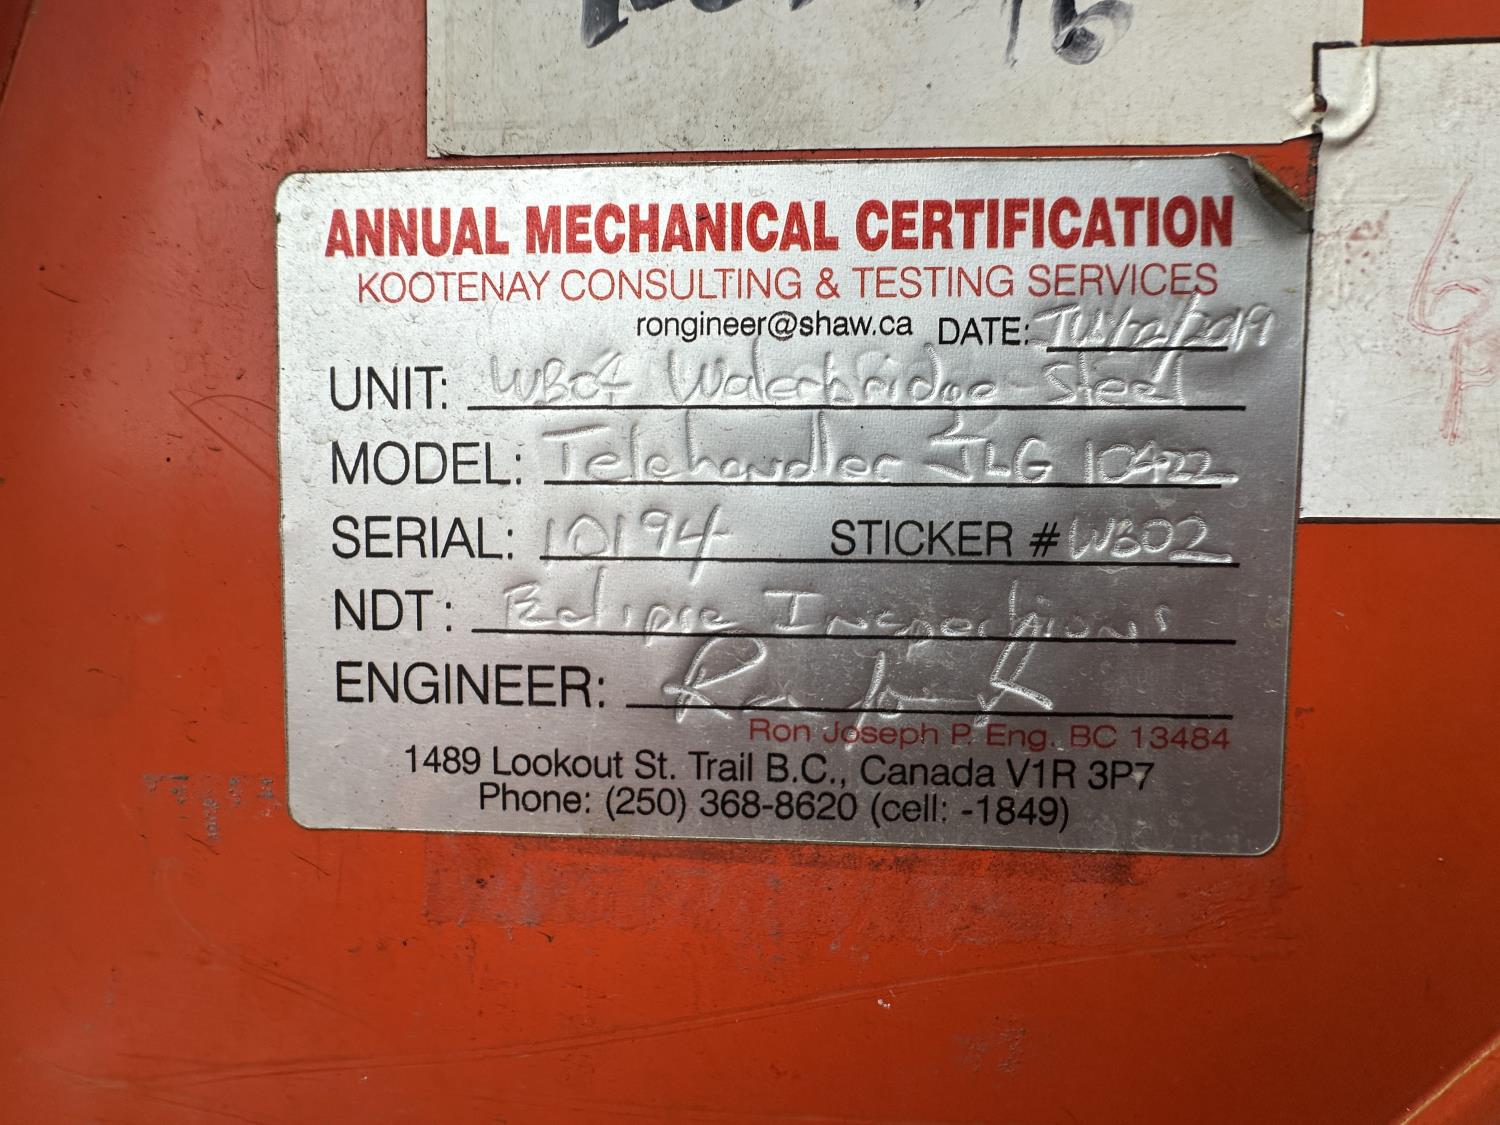 ANNUAL MECHANICAL CERTIFICATION
KOOTENAY CONSULTING & TESTING SERVICES
rongineer@shaw.ca DATE: /2019
UNIT: WB04 Waterbridge-Steel
MODEL: Telehandler JLG 10422
SERIAL: 10194 STICKER # WB02
NDT: Eclipse Inspections
ENGINEER:
Ron Joseph P. Eng. BC 13484
1489 Lookout St. Trail B.C., Canada V1R 3P7
Phone: (250) 368-8620 (cell: -1849)